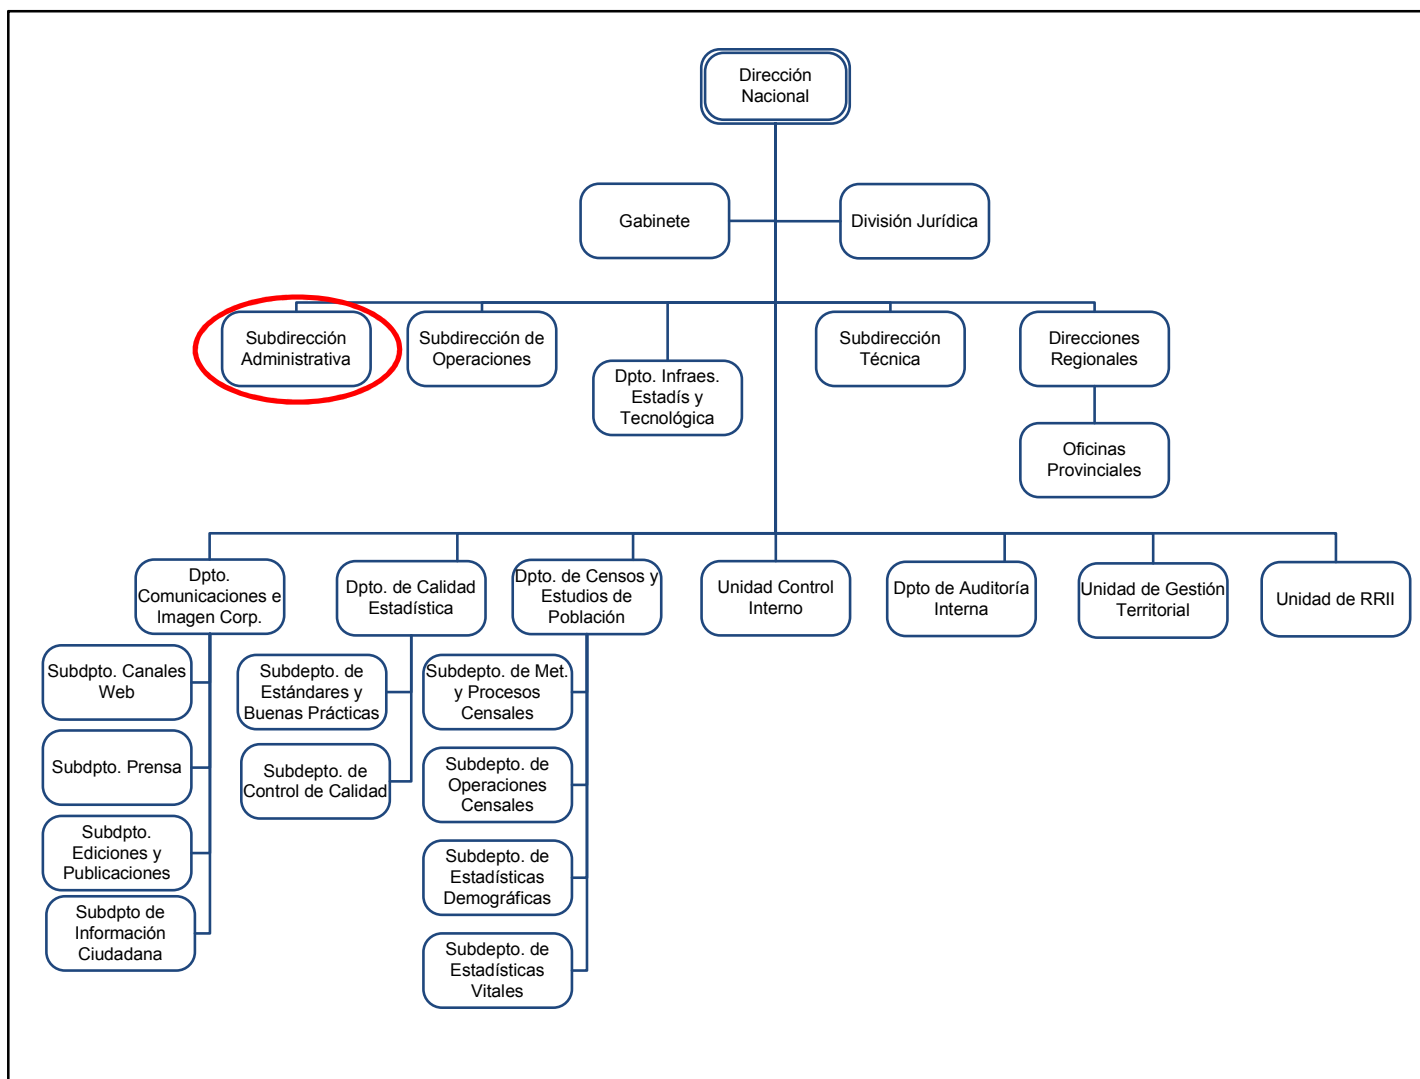 Dirección
Nacional
Gabinete
División Jurídica
Subdirección
Administrativa
Subdirección de
Operaciones
Dpto. Infraes.
Estadís y
Tecnológica
Subdirección
Técnica
Direcciones
Regionales
Oficinas
Provinciales
Dpto.
Comunicaciones e
Imagen Corp.
Dpto. de Calidad
Estadística
Dpto. de Censos y
Estudios de
Población
Unidad Control
Interno
Dpto de Auditoría
Interna
Unidad de Gestión
Territorial
Unidad de RRII
Subdpto. Canales
Web
Subdpto. Prensa
Subdpto.
Ediciones y
Publicaciones
Subdpto de
Información
Ciudadana
Subdepto. de
Estándares y
Buenas Prácticas
Subdepto. de
Control de Calidad
Subdepto. de Met.
y Procesos
Censales
Subdepto. de
Operaciones
Censales
Subdepto. de
Estadísticas
Demográficas
Subdepto. de
Estadísticas
Vitales